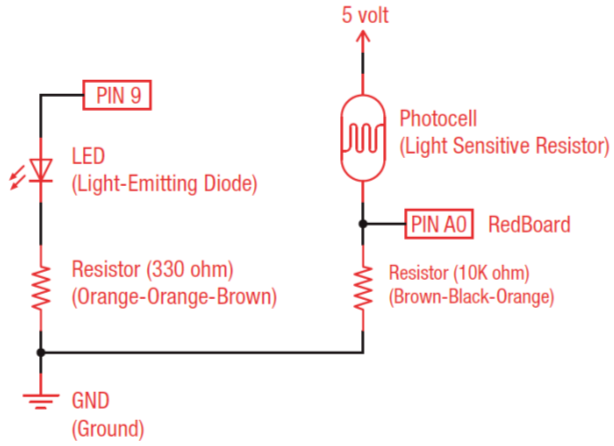 5 volt
PIN 9
Photocell
(Light Sensitive Resistor)
LED
(Light-Emitting Diode)
PIN A0 RedBoard
Resistor (330 ohm)
(Orange-Orange-Brown)
Resistor (10K ohm)
(Brown-Black-Orange)
GND
(Ground)